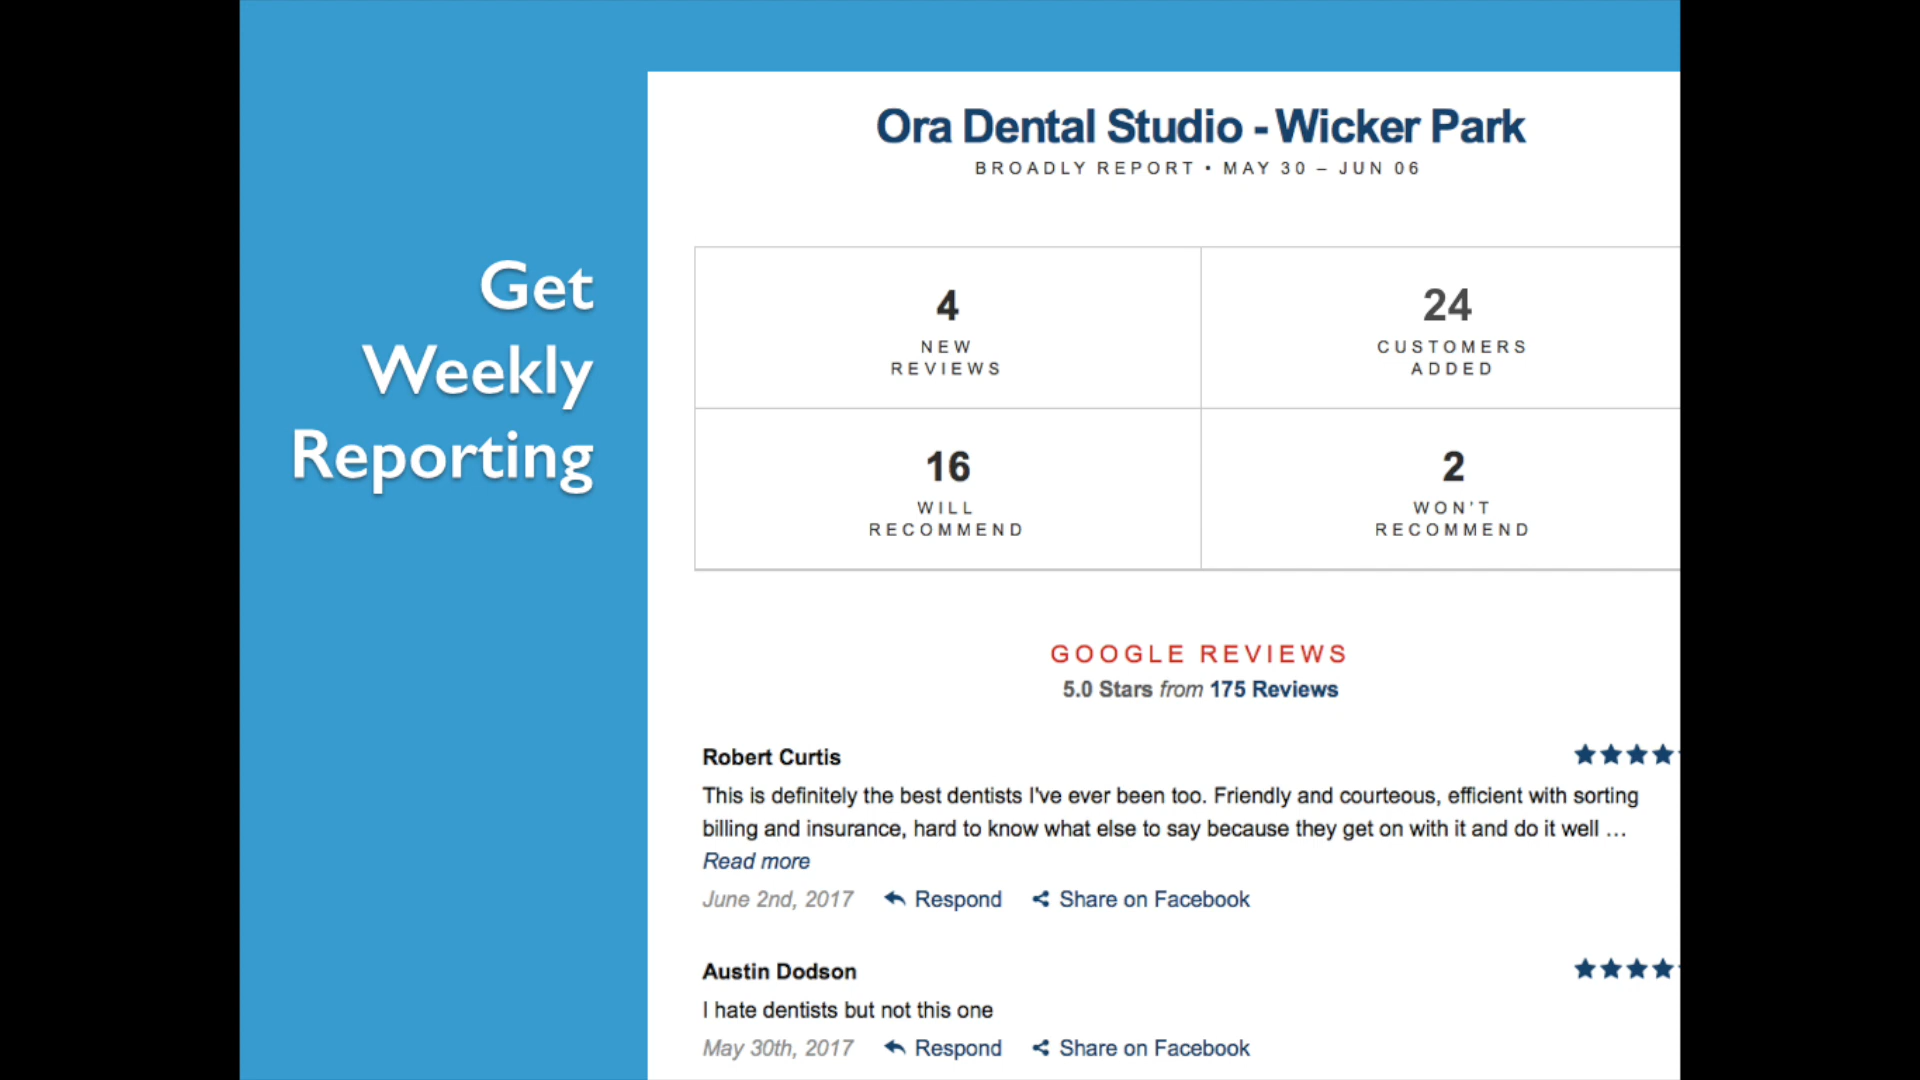 Get
Weekly
Reporting
Ora Dental Studio - Wicker Park
BROADLY REPORT • MAY 30 – JUN 06
4
NEW
REVIEWS
24
CUSTOMERS
ADDED
16
WILL
RECOMMEND
2
WON'T
RECOMMEND
GOOGLE REVIEWS
5.0 Stars from 175 Reviews
Robert Curtis
This is definitely the best dentists I've ever been too. Friendly and courteous, efficient with sorting
billing and insurance, hard to know what else to say because they get on with it and do it well ...
Read more
June 2nd, 2017 Respond Share on Facebook
Austin Dodson
I hate dentists but not this one
May 30th, 2017 Respond Share on Facebook